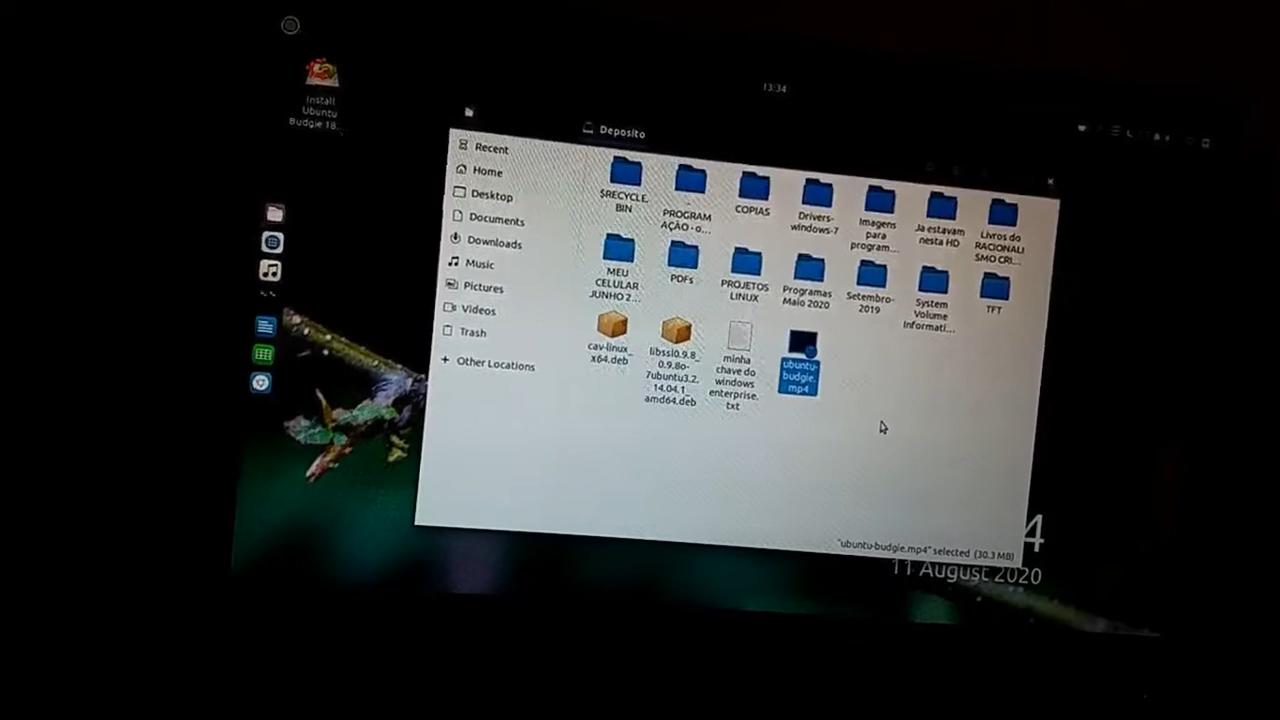 13:34
Install
Ubuntu
Budgie 18....
Deposito
Recent
Home
Desktop
Documents
Downloads
Music
Pictures
Videos
Trash
Other Locations
$RECYCLE.
BIN
PROGRAM
AÇÃO - o...
COPIAS
Drivers-
windows-7
Imagens
para
program...
Ja estavam
nesta HD
Livros do
RACIONALI
SMO CRI...
MEU
CELULAR
JUNHO 2...
PDFs
PROJETOS
LINUX
Programas
Maio 2020
Setembro-
2019
System
Volume
Informati...
TFT
cav-linux_
x64.deb
libssl0.9.8_
0.9.8o-
7ubuntu3.2.
14.04.1_
amd64.deb
minha
chave do
windows
enterprise.
txt
ubuntu-
budgie.
mp4
"ubuntu-budgie.mp4" selected (30.3 MB)
4
11 August 2020